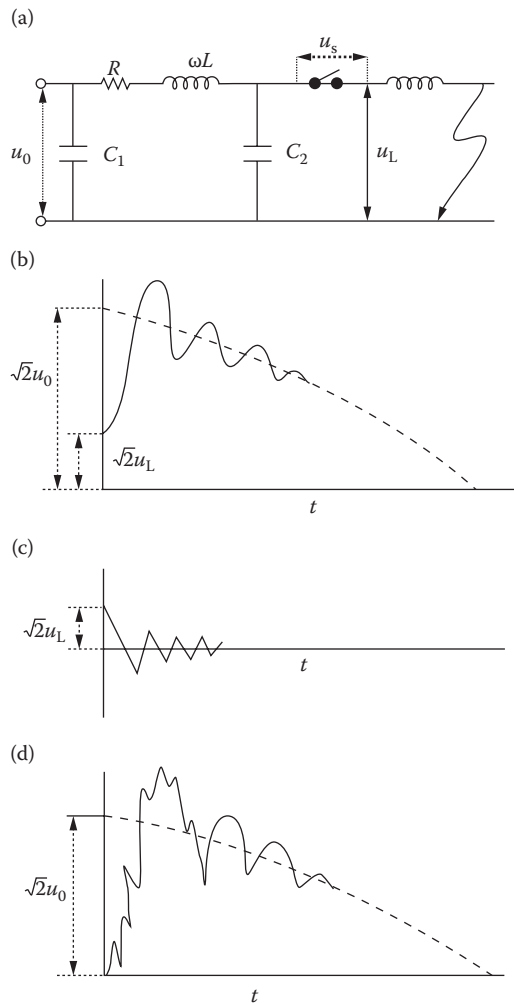 (a)
u_s
R
ωL
u_0
C_1
C_2
u_L
(b)
√2u_0
√2u_L
t
(c)
√2u_L
t
(d)
√2u_0
t